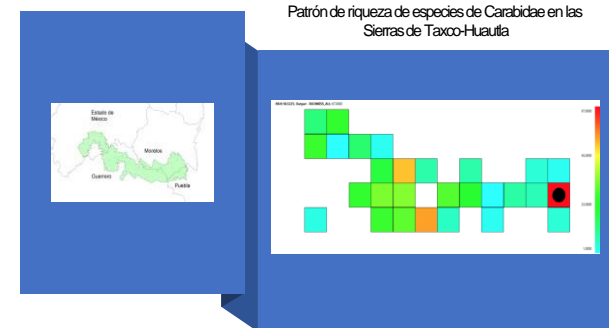 Patrón de riqueza de especies de Carabidae en las
Sierras de Taxco-Huautla
Estado de
México
Morelos
Guerrero
Puebla